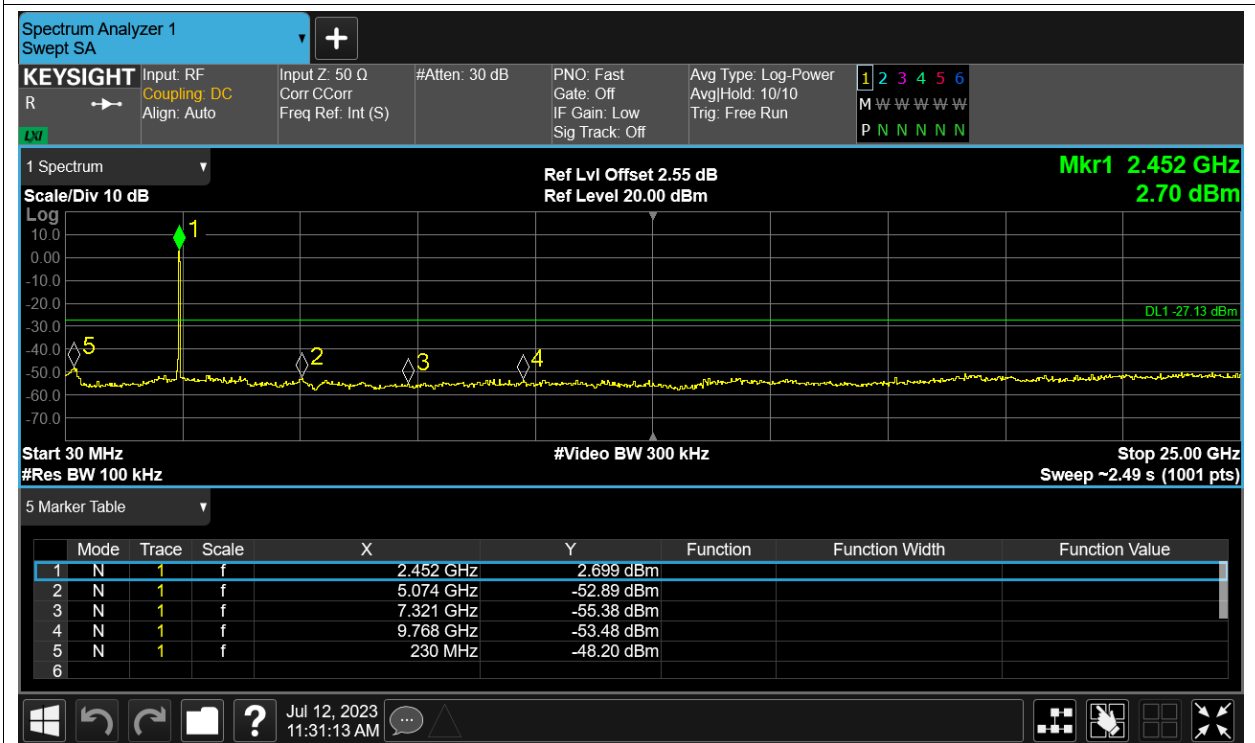 Spectrum Analyzer 1
Swept SA
KEYSIGHT Input: RF Input Z: 50 Ω #Atten: 30 dB PNO: Fast Avg Type: Log-Power 1 2 3 4 5 6
R Coupling: DC Corr CCorr Gate: Off Avg|Hold: 10/10 M W W W W W
Align: Auto Freq Ref: Int (S) IF Gain: Low Trig: Free Run
LXI Sig Track: Off P N N N N N
1 Spectrum Ref Lvl Offset 2.55 dB Mkr1 2.452 GHz
Scale/Div 10 dB Ref Level 20.00 dBm 2.70 dBm
Log
1
10.0
0.00
-10.0
-20.0
DL1 -27.13 dBm
-30.0
-40.0 5 2 3 4
-50.0
-60.0
-70.0
Start 30 MHz #Video BW 300 kHz Stop 25.00 GHz
#Res BW 100 kHz Sweep ~2.49 s (1001 pts)
5 Marker Table
Mode Trace Scale X Y Function Function Width Function Value
1 N 1 f 2.452 GHz 2.699 dBm
2 N 1 f 5.074 GHz -52.89 dBm
3 N 1 f 7.321 GHz -55.38 dBm
4 N 1 f 9.768 GHz -53.48 dBm
5 N 1 f 230 MHz -48.20 dBm
6
? Jul 12, 2023
11:31:13 AM